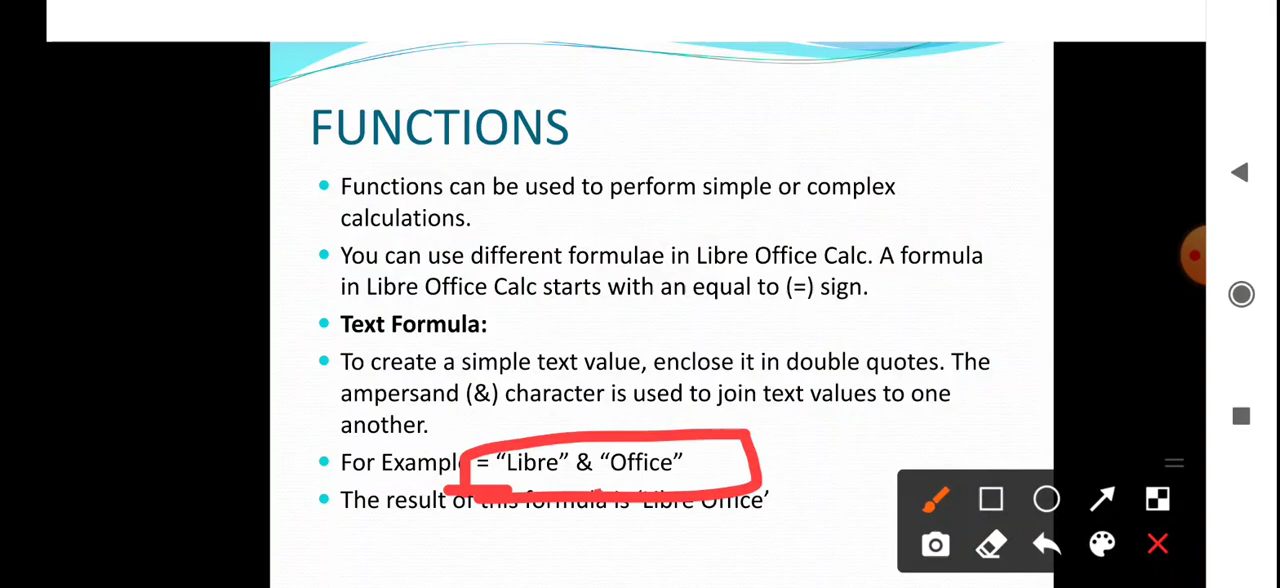 FUNCTIONS
Functions can be used to perform simple or complex
calculations.
You can use different formulae in Libre Office Calc. A formula
in Libre Office Calc starts with an equal to (=) sign.
Text Formula:
To create a simple text value, enclose it in double quotes. The
ampersand (&) character is used to join text values to one
another.
For Example = “Libre” & “Office”
The result of this formula is ‘Libre Office’